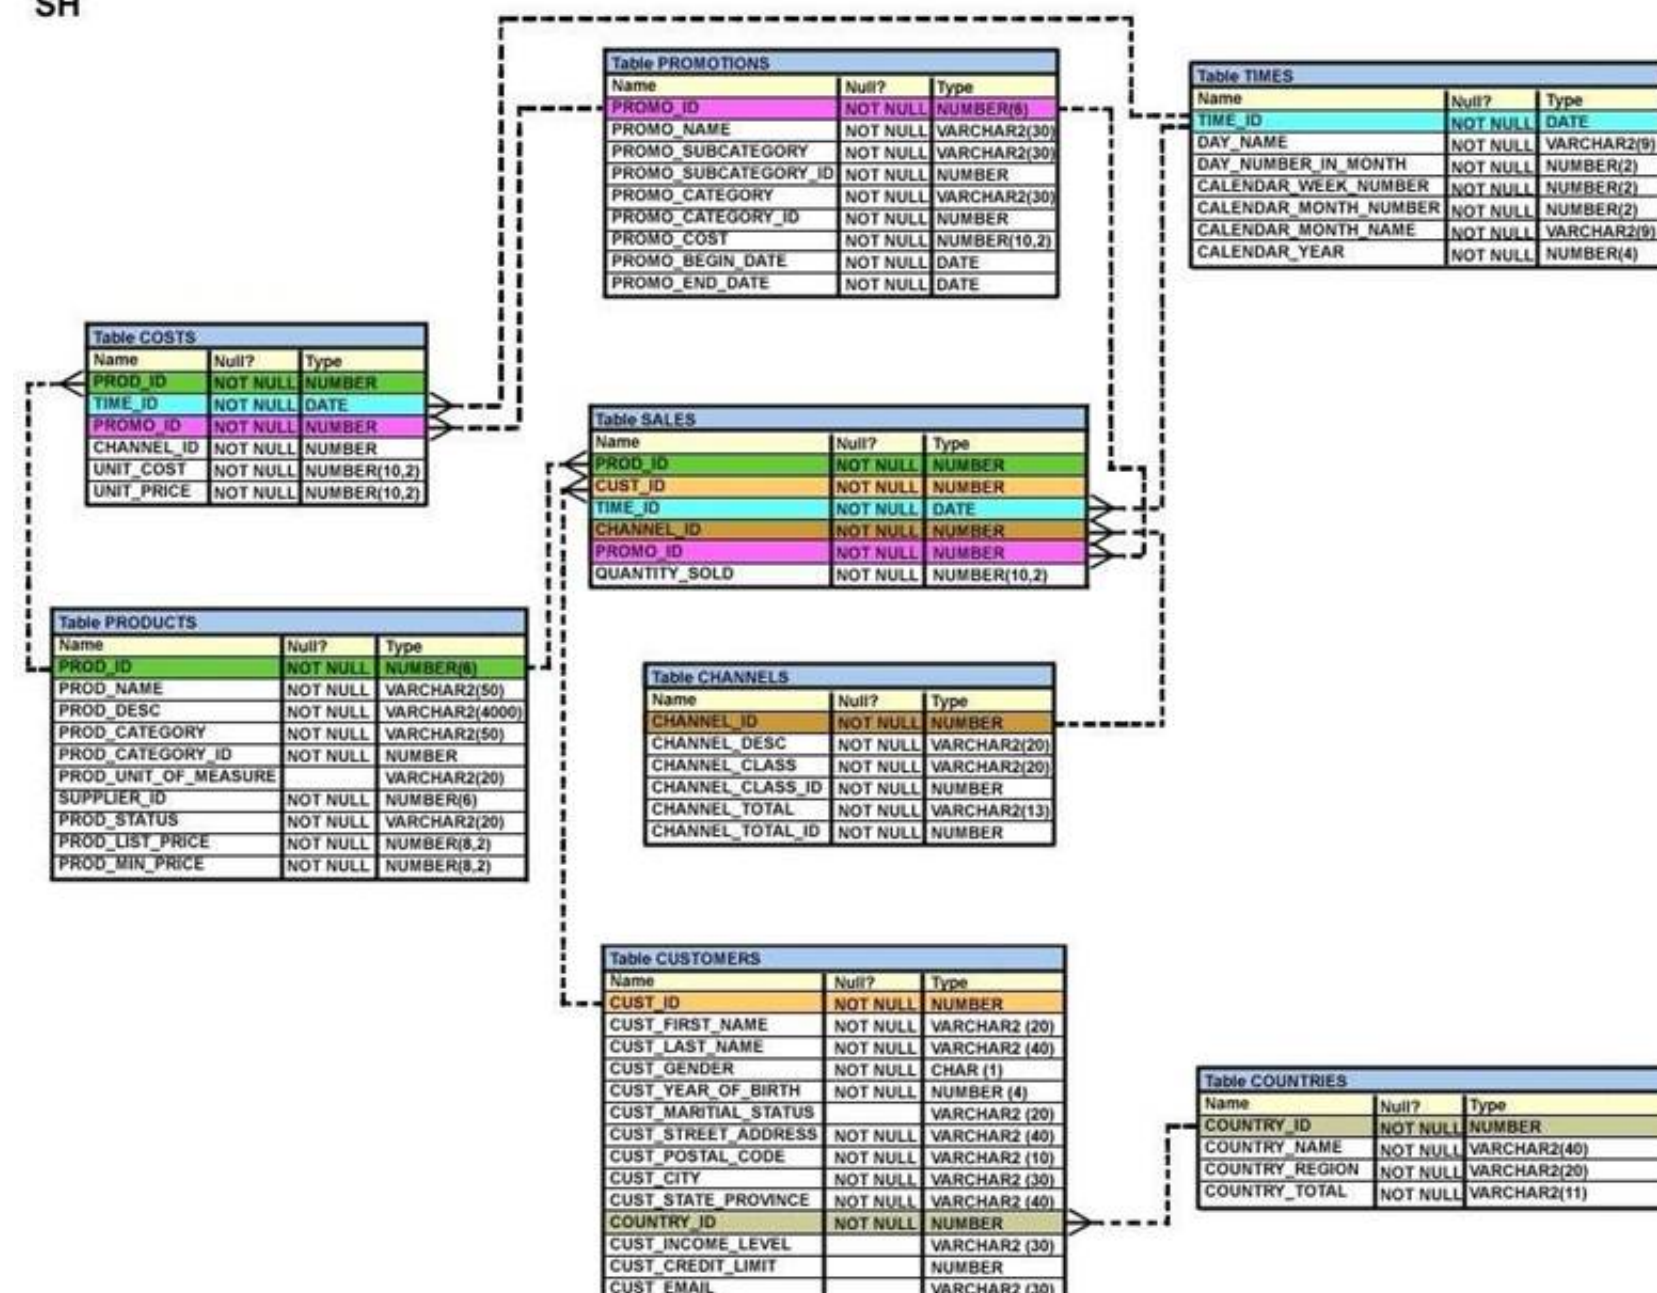 SH
Table PROMOTIONS
Name Null? Type
PROMO_ID NOT NULL NUMBER(6)
PROMO_NAME NOT NULL VARCHAR2(30)
PROMO_SUBCATEGORY NOT NULL VARCHAR2(30)
PROMO_SUBCATEGORY_ID NOT NULL NUMBER
PROMO_CATEGORY NOT NULL VARCHAR2(30)
PROMO_CATEGORY_ID NOT NULL NUMBER
PROMO_COST NOT NULL NUMBER(10,2)
PROMO_BEGIN_DATE NOT NULL DATE
PROMO_END_DATE NOT NULL DATE
Table TIMES
Name Null? Type
TIME_ID NOT NULL DATE
DAY_NAME NOT NULL VARCHAR2(9)
DAY_NUMBER_IN_MONTH NOT NULL NUMBER(2)
CALENDAR_WEEK_NUMBER NOT NULL NUMBER(2)
CALENDAR_MONTH_NUMBER NOT NULL NUMBER(2)
CALENDAR_MONTH_NAME NOT NULL VARCHAR2(9)
CALENDAR_YEAR NOT NULL NUMBER(4)
Table COSTS
Name Null? Type
PROD_ID NOT NULL NUMBER
TIME_ID NOT NULL DATE
PROMO_ID NOT NULL NUMBER
CHANNEL_ID NOT NULL NUMBER
UNIT_COST NOT NULL NUMBER(10,2)
UNIT_PRICE NOT NULL NUMBER(10,2)
Table SALES
Name Null? Type
PROD_ID NOT NULL NUMBER
CUST_ID NOT NULL NUMBER
TIME_ID NOT NULL DATE
CHANNEL_ID NOT NULL NUMBER
PROMO_ID NOT NULL NUMBER
QUANTITY_SOLD NOT NULL NUMBER(10,2)
Table PRODUCTS
Name Null? Type
PROD_ID NOT NULL NUMBER(6)
PROD_NAME NOT NULL VARCHAR2(50)
PROD_DESC NOT NULL VARCHAR2(4000)
PROD_CATEGORY NOT NULL VARCHAR2(50)
PROD_CATEGORY_ID NOT NULL NUMBER
PROD_UNIT_OF_MEASURE VARCHAR2(20)
SUPPLIER_ID NOT NULL NUMBER(6)
PROD_STATUS NOT NULL VARCHAR2(20)
PROD_LIST_PRICE NOT NULL NUMBER(8,2)
PROD_MIN_PRICE NOT NULL NUMBER(8,2)
Table CHANNELS
Name Null? Type
CHANNEL_ID NOT NULL NUMBER
CHANNEL_DESC NOT NULL VARCHAR2(20)
CHANNEL_CLASS NOT NULL VARCHAR2(20)
CHANNEL_CLASS_ID NOT NULL NUMBER
CHANNEL_TOTAL NOT NULL VARCHAR2(13)
CHANNEL_TOTAL_ID NOT NULL NUMBER
Table CUSTOMERS
Name Null? Type
CUST_ID NOT NULL NUMBER
CUST_FIRST_NAME NOT NULL VARCHAR2 (20)
CUST_LAST_NAME NOT NULL VARCHAR2 (40)
CUST_GENDER NOT NULL CHAR (1)
CUST_YEAR_OF_BIRTH NOT NULL NUMBER (4)
CUST_MARITIAL_STATUS VARCHAR2 (20)
CUST_STREET_ADDRESS NOT NULL VARCHAR2 (40)
CUST_POSTAL_CODE NOT NULL VARCHAR2 (10)
CUST_CITY NOT NULL VARCHAR2 (30)
CUST_STATE_PROVINCE NOT NULL VARCHAR2 (40)
COUNTRY_ID NOT NULL NUMBER
CUST_INCOME_LEVEL VARCHAR2 (30)
CUST_CREDIT_LIMIT NUMBER
CUST_EMAIL VARCHAR2 (30)
Table COUNTRIES
Name Null? Type
COUNTRY_ID NOT NULL NUMBER
COUNTRY_NAME NOT NULL VARCHAR2(40)
COUNTRY_REGION NOT NULL VARCHAR2(20)
COUNTRY_TOTAL NOT NULL VARCHAR2(11)